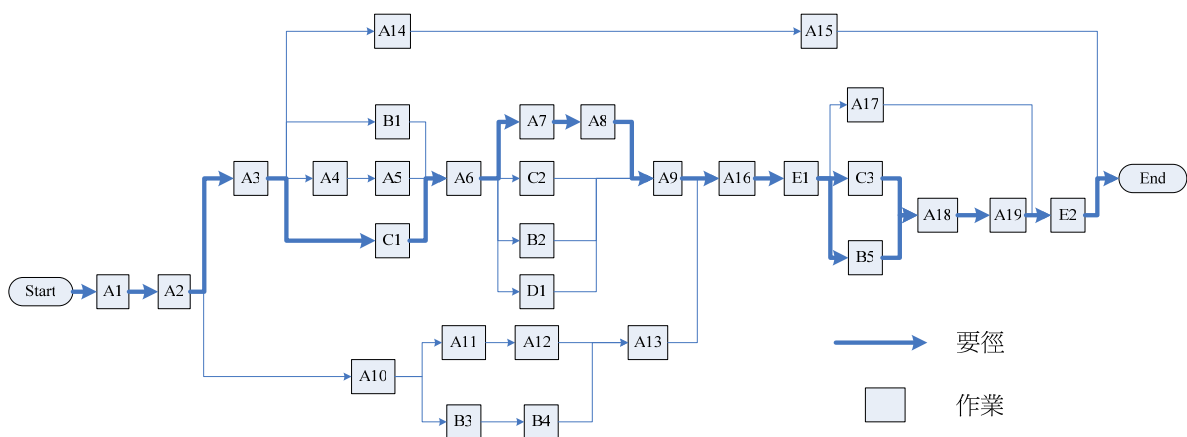 A14
A15
B1
A7
A8
A17
A3
A4
A5
A6
C2
A9
A16
E1
C3
End
C1
B2
A18
A19
E2
B5
Start
A1
A2
D1
A11
A12
A13
要徑
A10
B3
B4
作業